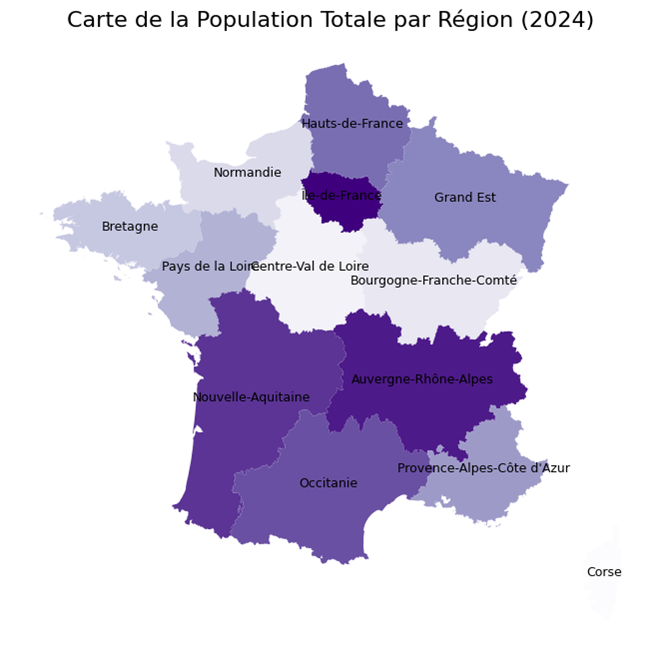 Carte de la Population Totale par Région (2024)
Hauts-de-France
Normandie
Île-de-France
Grand Est
Bretagne
Pays de la Loire
Centre-Val de Loire
Bourgogne-Franche-Comté
Auvergne-Rhône-Alpes
Nouvelle-Aquitaine
Provence-Alpes-Côte d'Azur
Occitanie
Corse